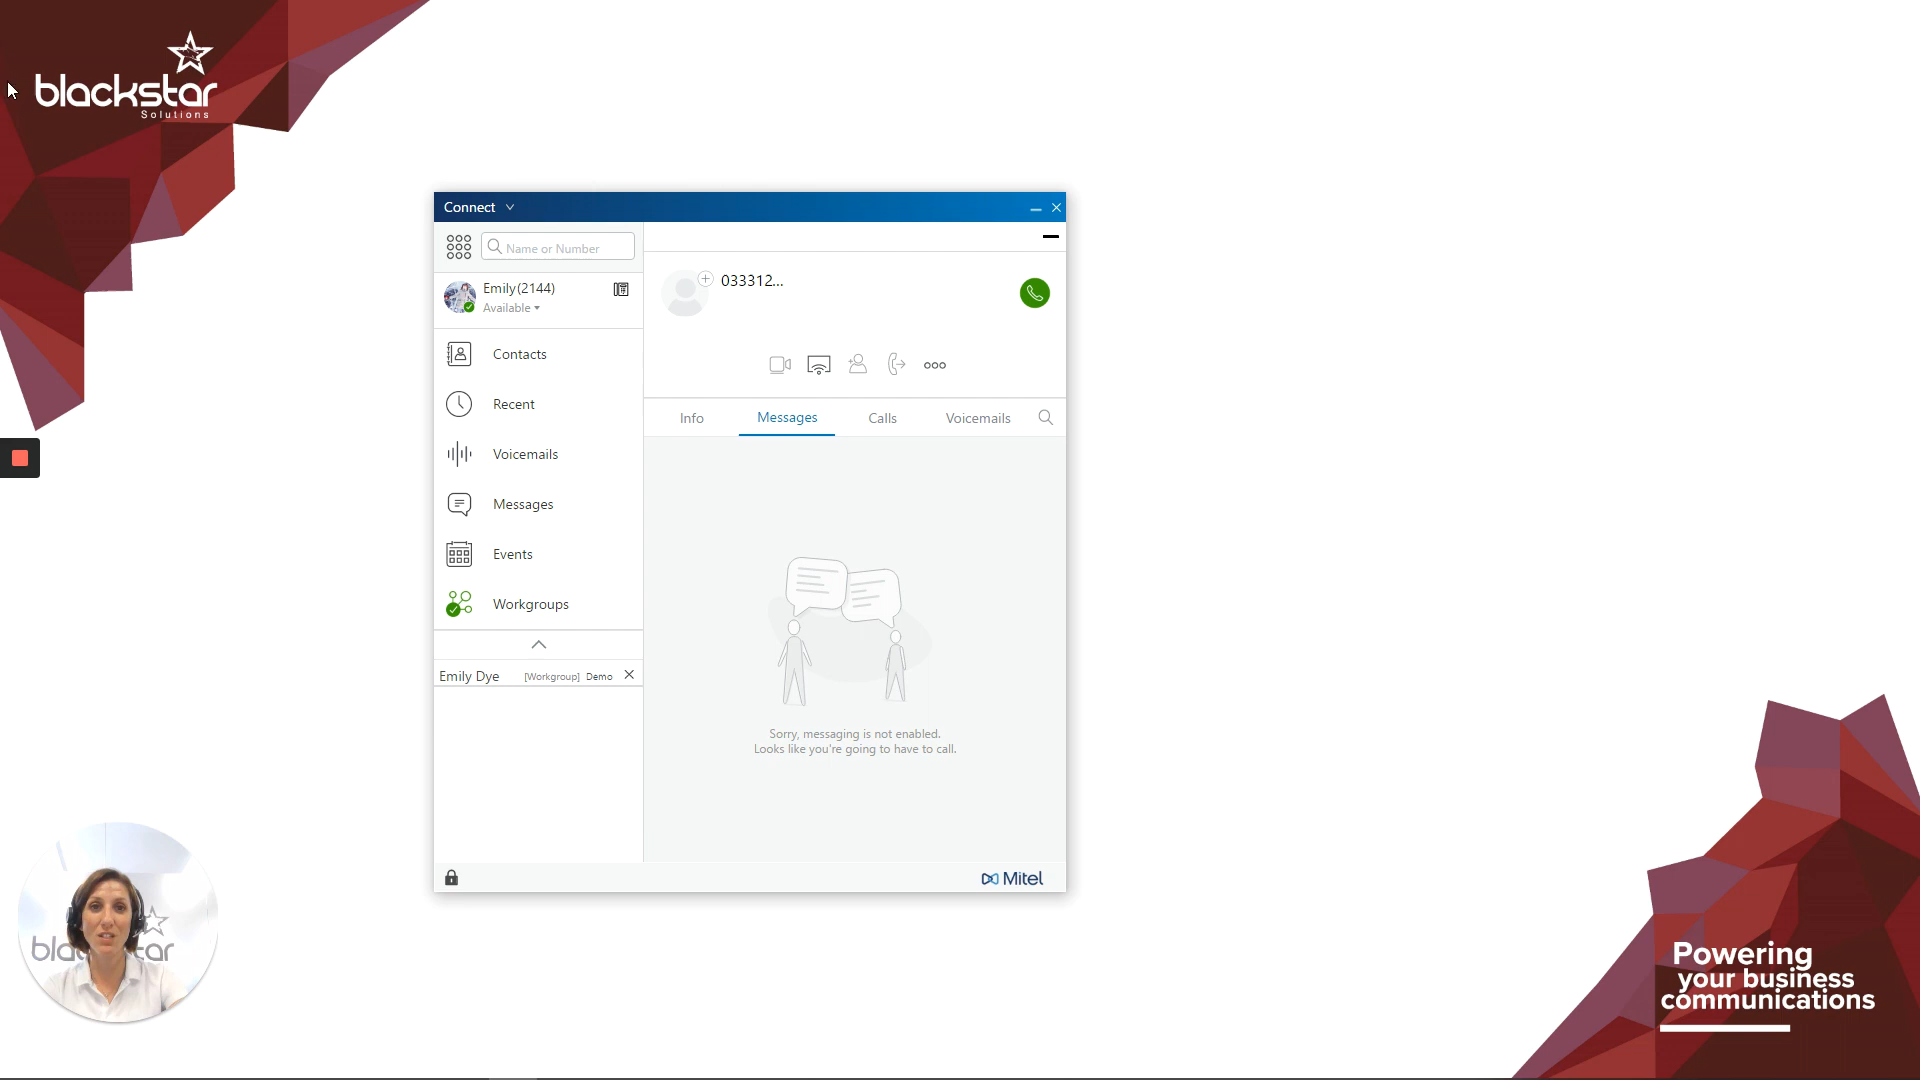 blackstar
Solutions
Connect
Name or Number
033312...
Emily(2144)
Available
Contacts
Recent
Info Messages Calls Voicemails
Voicemails
Messages
Events
Workgroups
Emily Dye [Workgroup] Demo
Sorry, messaging is not enabled.
Looks like you're going to have to call.
Mitel
Powering
your business
communications